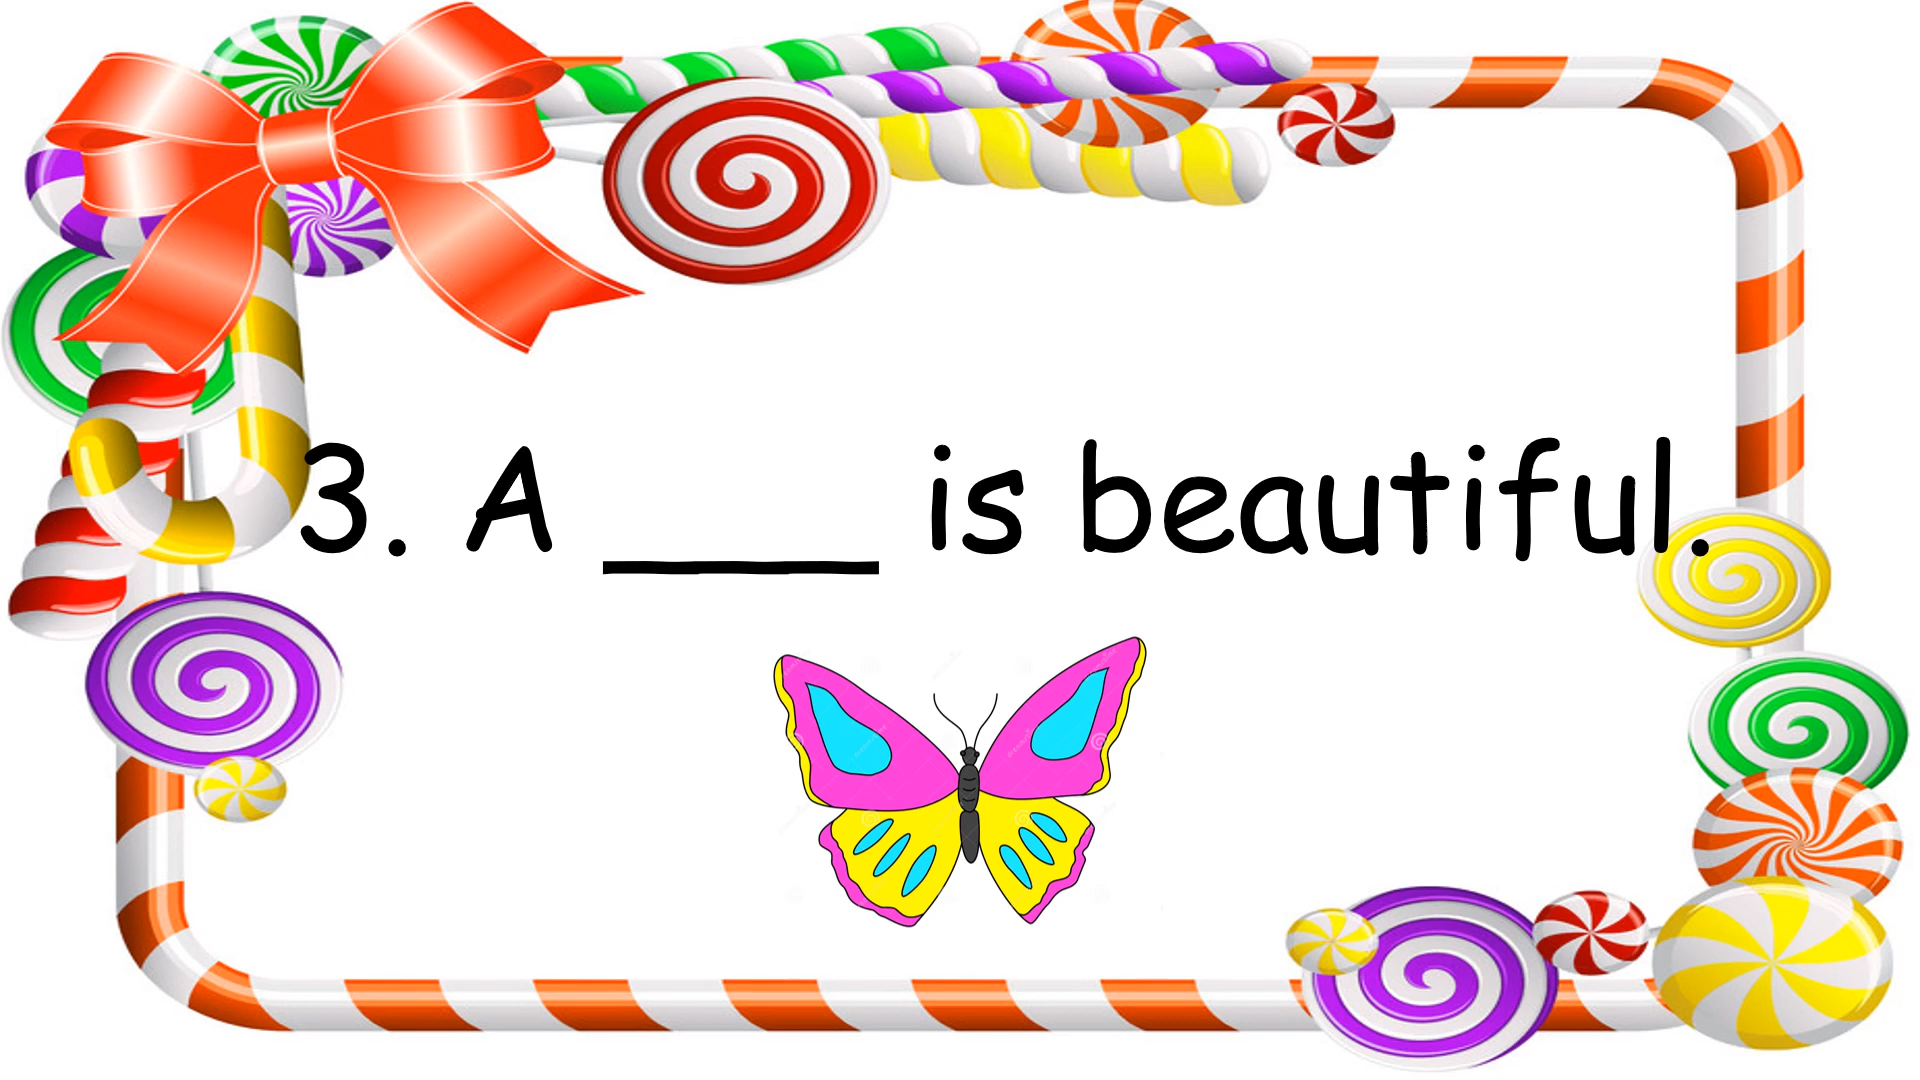 3. A ____ is beautiful.